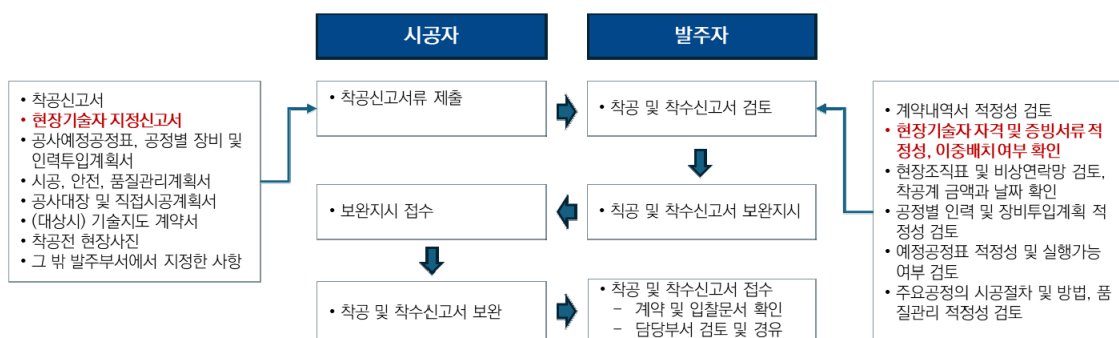 시공자
발주자
• 착공신고서
• 현장기술자 지정신고서
• 공사예정공정표, 공정별 장비 및
인력투입계획서
• 시공, 안전, 품질관리계획서
• 공사대장 및 직접시공계획서
• (대상시) 기술지도 계약서
• 착공전 현장사진
• 그 밖 발주부서에서 지정한 사항
• 착공신고서류 제출
• 착공 및 착수신고서 검토
• 보완지시 접수
• 칙공 및 착수신고서 보완지시
• 착공 및 착수신고서 보완
• 착공 및 착수신고서 접수
– 계약 및 입찰문서 확인
– 담당부서 검토 및 경유
• 계약내역서 적정성 검토
• 현장기술자 자격 및 증빙서류 적
정성, 이중배치 여부 확인
• 현장조직표 및 비상연락망 검토,
착공계 금액과 날짜 확인
• 공정별 인력 및 장비투입계획 적
정성 검토
• 예정공정표 적정성 및 실행가능
여부 검토
• 주요공정의 시공절차 및 방법, 품
질관리 적정성 검토